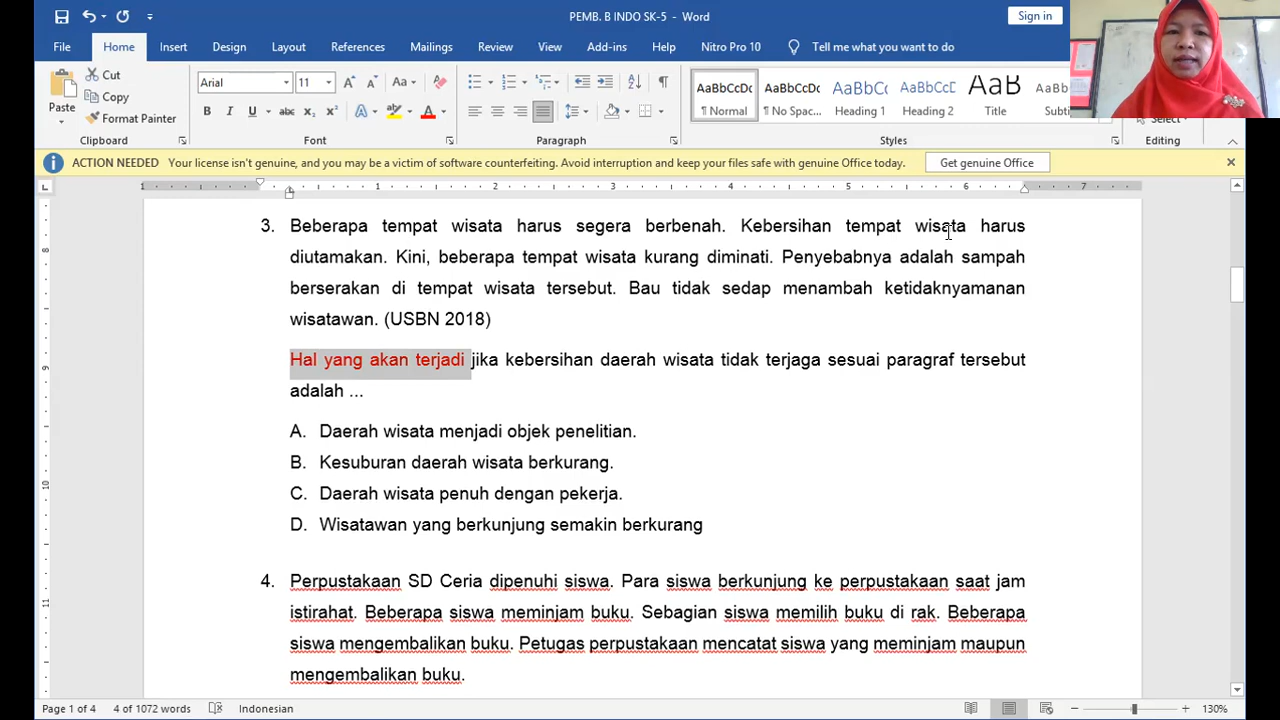 PEMB. B INDO SK-5 - Word
Sign in
File Home Insert Design Layout References Mailings Review View Add-ins Help Nitro Pro 10 Tell me what you want to do
Paste
Cut
Copy
Format Painter
Arial 11
AaBbCcDc ¶ Normal
AaBbCcDc ¶ No Spac...
AaBbCc Heading 1
AaBbCcD Heading 2
AaB Title
Clipboard Font Paragraph Styles Editing
ACTION NEEDED Your license isn't genuine, and you may be a victim of software counterfeiting. Avoid interruption and keep your files safe with genuine Office today. Get genuine Office
1 1 2 3 4 5 6 7
3. Beberapa tempat wisata harus segera berbenah. Kebersihan tempat wisata harus
diutamakan. Kini, beberapa tempat wisata kurang diminati. Penyebabnya adalah sampah
berserakan di tempat wisata tersebut. Bau tidak sedap menambah ketidaknyamanan
wisatawan. (USBN 2018)
Hal yang akan terjadi jika kebersihan daerah wisata tidak terjaga sesuai paragraf tersebut
adalah ...
A. Daerah wisata menjadi objek penelitian.
B. Kesuburan daerah wisata berkurang.
C. Daerah wisata penuh dengan pekerja.
D. Wisatawan yang berkunjung semakin berkurang
4. Perpustakaan SD Ceria dipenuhi siswa. Para siswa berkunjung ke perpustakaan saat jam
istirahat. Beberapa siswa meminjam buku. Sebagian siswa memilih buku di rak. Beberapa
siswa mengembalikan buku. Petugas perpustakaan mencatat siswa yang meminjam maupun
mengembalikan buku.
Page 1 of 4 4 of 1072 words Indonesian 130%